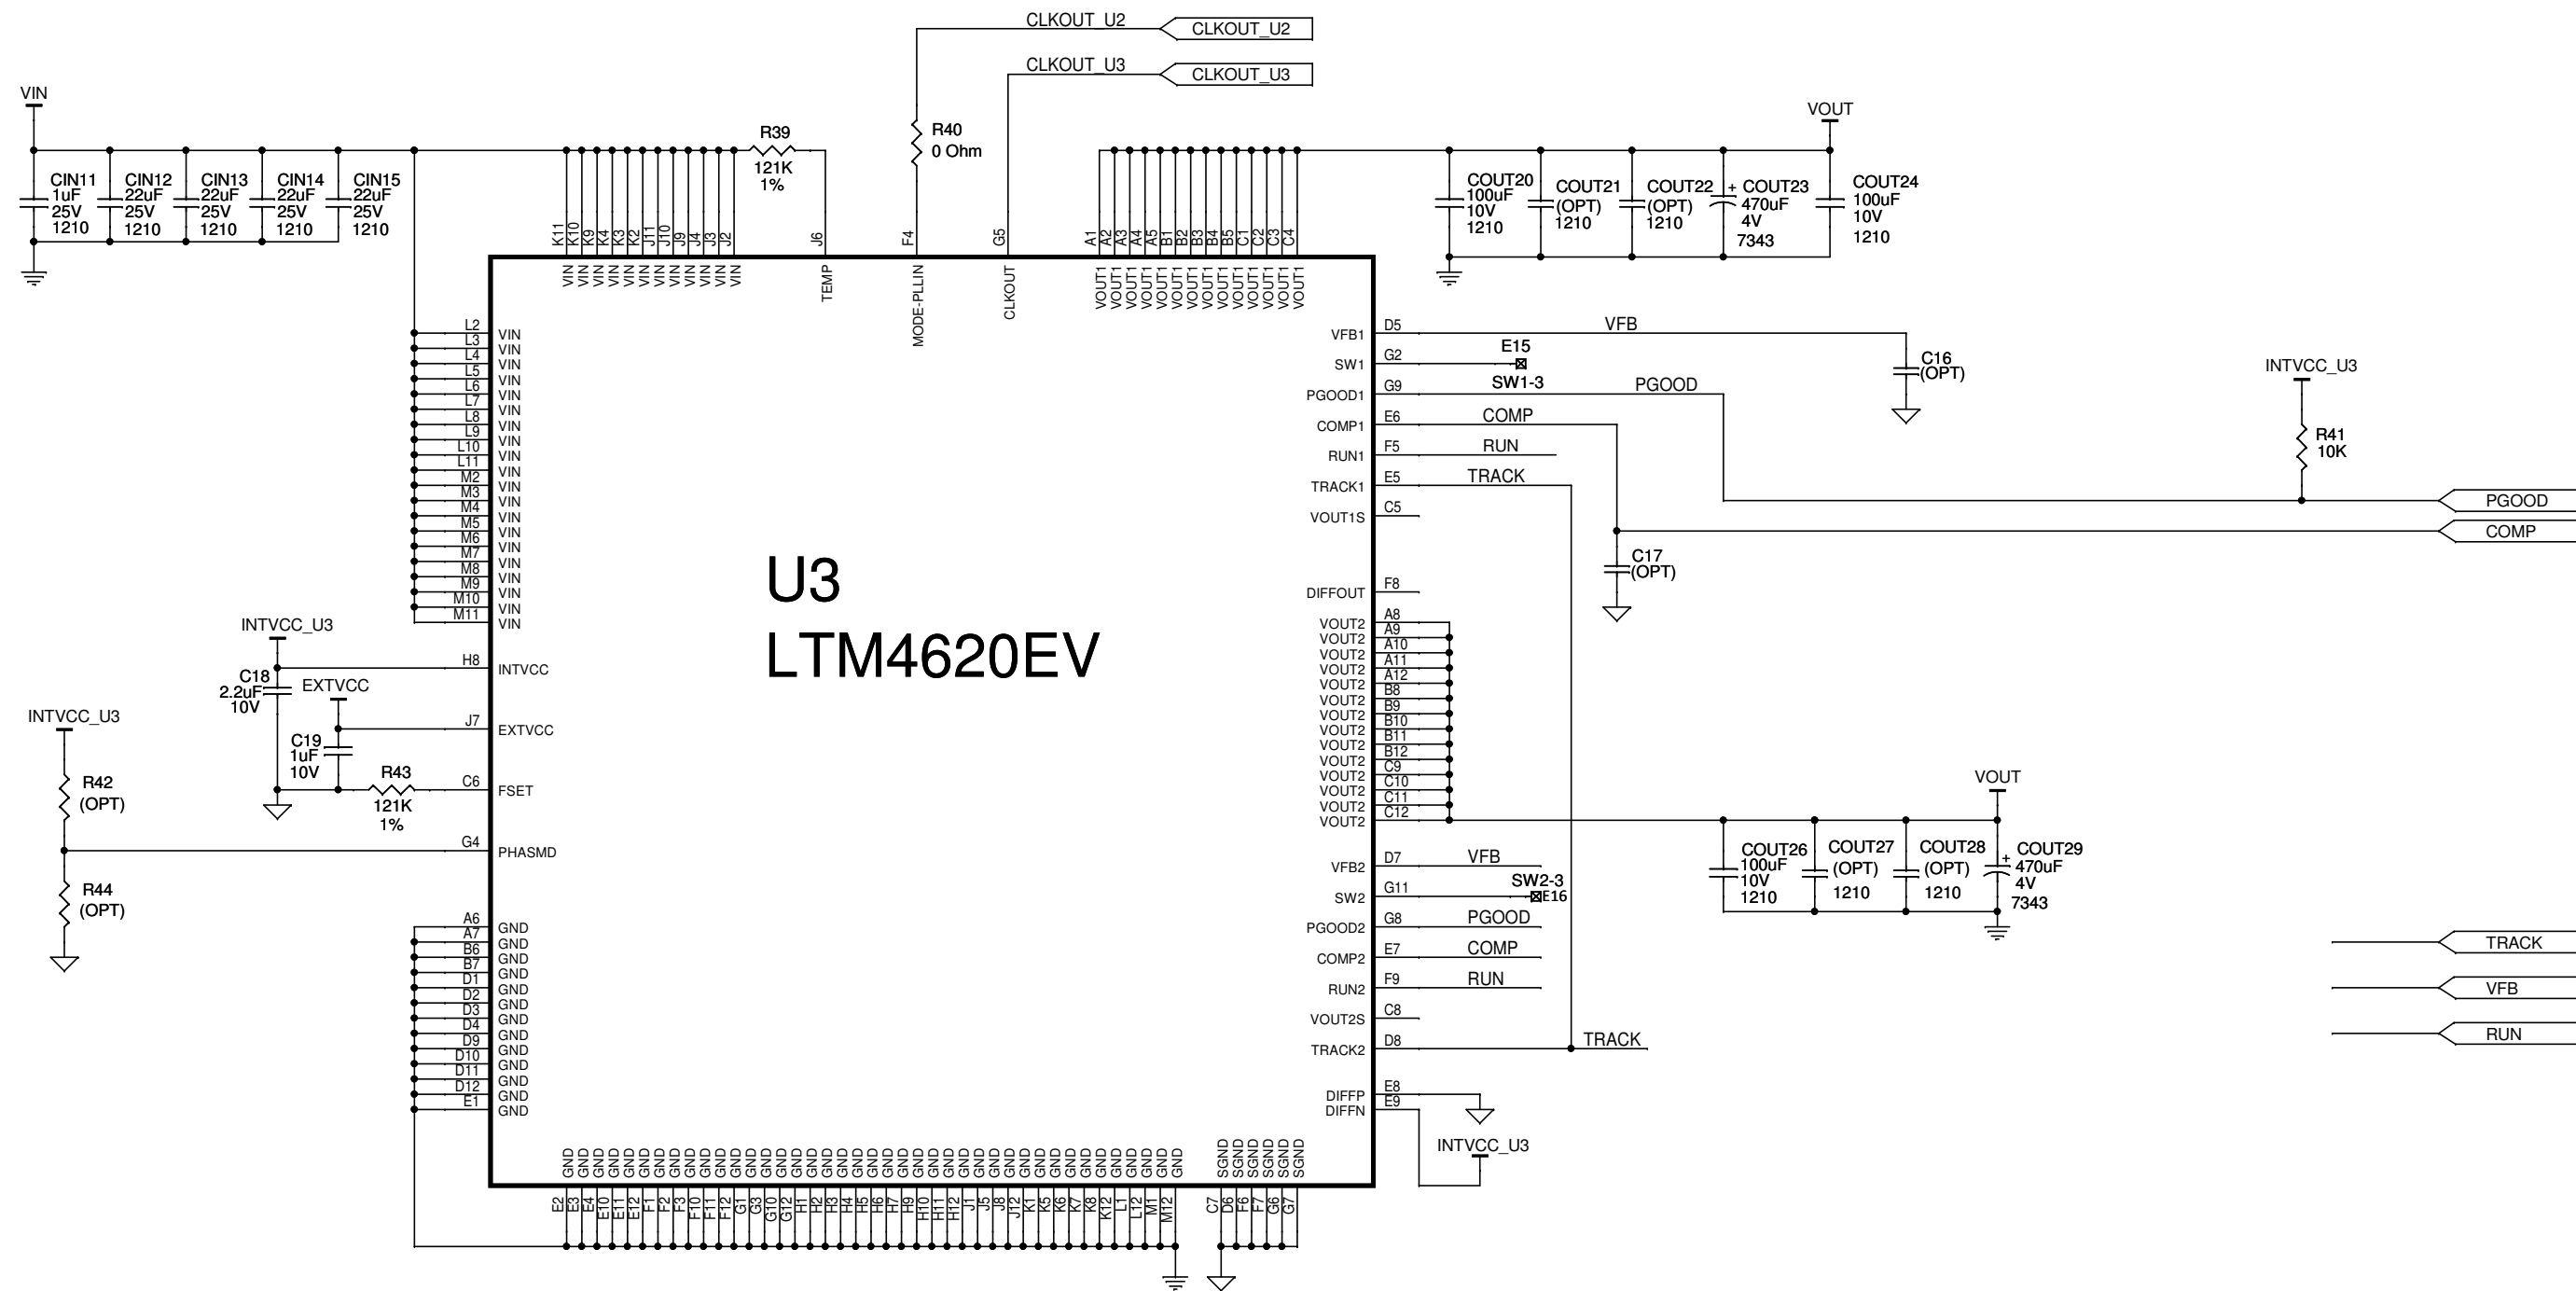 CLKOUT_U2
CLKOUT_U2
CLKOUT_U3
CLKOUT_U3
VIN
VOUT
R39
121K
1%
R40
0 Ohm
CIN11
1uF
25V
1210
CIN12
22uF
25V
1210
CIN13
22uF
25V
1210
CIN14
22uF
25V
1210
CIN15
22uF
25V
1210
COUT20
100uF
10V
1210
COUT21
(OPT)
1210
COUT22
(OPT)
1210
+ COUT23
470uF
4V
7343
COUT24
100uF
10V
1210
K11 K10 K9 K4 K3 K2 J11 J10 J9 J4 J3 J2 J6 F4 G5 A1 A2 A3 A4 A5 B1 B2 B3 B4 B5 C1 C2 C3 C4
VIN VIN VIN VIN VIN VIN VIN VIN VIN VIN VIN VIN TEMP MODE-PLLIN CLKOUT VOUT1 VOUT1 VOUT1 VOUT1 VOUT1 VOUT1 VOUT1 VOUT1 VOUT1 VOUT1 VOUT1 VOUT1 VOUT1 VOUT1
L2 VIN
L3 VIN
L4 VIN
L5 VIN
L6 VIN
L7 VIN
L8 VIN
L9 VIN
L10 VIN
L11 VIN
M2 VIN
M3 VIN
M4 VIN
M5 VIN
M6 VIN
M7 VIN
M8 VIN
M9 VIN
M10 VIN
M11 VIN
INTVCC_U3
H8 INTVCC
C18
2.2uF
10V
EXTVCC
J7 EXTVCC
C19
1uF
10V
R43
121K
1%
C6 FSET
INTVCC_U3
R42
(OPT)
G4 PHASMD
R44
(OPT)
A6 GND
A7 GND
B6 GND
B7 GND
D1 GND
D2 GND
D3 GND
D4 GND
D9 GND
D10 GND
D11 GND
D12 GND
E1 GND
U3
LTM4620EV
VFB1 D5 VFB
SW1 G2 E15
SW1-3
PGOOD1 G9 PGOOD
COMP1 E6 COMP
RUN1 F5 RUN
TRACK1 E5 TRACK
VOUT1S C5
C16
(OPT)
INTVCC_U3
R41
10K
PGOOD
COMP
C17
(OPT)
DIFFOUT F8
VOUT2 A8
VOUT2 A9
VOUT2 A10
VOUT2 A11
VOUT2 A12
VOUT2 B8
VOUT2 B9
VOUT2 B10
VOUT2 B11
VOUT2 B12
VOUT2 C9
VOUT2 C10
VOUT2 C11
VOUT2 C12
VOUT
COUT26
100uF
10V
1210
COUT27
(OPT)
1210
COUT28
(OPT)
1210
+ COUT29
470uF
4V
7343
VFB2 D7 VFB
SW2-3
SW2 G11 E16
PGOOD2 G8 PGOOD
COMP2 E7 COMP
RUN2 F9 RUN
VOUT2S C8
TRACK2 D8 TRACK
TRACK
VFB
RUN
DIFFP E8
DIFFN E9
INTVCC_U3
GND GND GND GND GND GND GND GND GND GND GND GND GND GND GND GND GND GND GND GND GND GND GND GND GND GND GND GND GND GND GND GND GND GND GND GND GND GND GND GND GND SGND SGND SGND SGND SGND SGND
E2 E3 E4 E10 E11 E12 F1 F2 F3 F10 F11 F12 G1 G3 G10 G12 H1 H2 H3 H4 H5 H6 H7 H9 H10 H11 H12 J1 J5 J8 J12 K1 K5 K6 K7 K8 K12 L1 L12 M1 M12 C7 D6 F6 F7 G6 G7